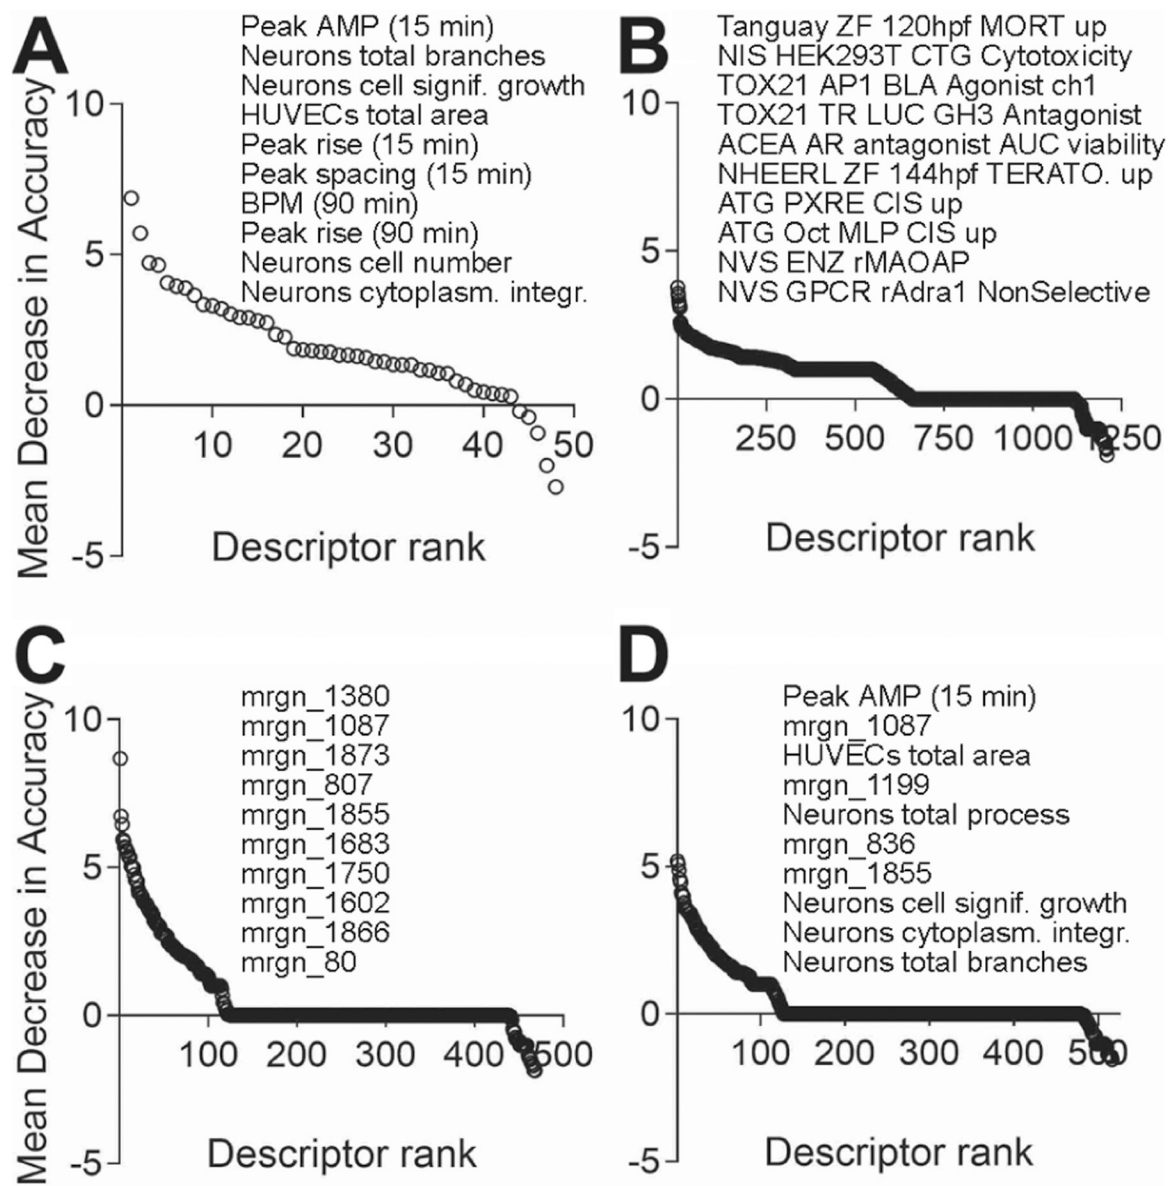 A
Mean Decrease in Accuracy
10
5
0
-5
10
20
30
40
50
Descriptor rank
Peak AMP (15 min)
Neurons total branches
Neurons cell signif. growth
HUVECs total area
Peak rise (15 min)
Peak spacing (15 min)
BPM (90 min)
Peak rise (90 min)
Neurons cell number
Neurons cytoplasm. integr.
B
10
5
0
-5
250
500
750
1000
1250
Descriptor rank
Tanguay ZF 120hpf MORT up
NIS HEK293T CTG Cytotoxicity
TOX21 AP1 BLA Agonist ch1
TOX21 TR LUC GH3 Antagonist
ACEA AR antagonist AUC viability
NHEERL ZF 144hpf TERATO. up
ATG PXRE CIS up
ATG Oct MLP CIS up
NVS ENZ rMAOAP
NVS GPCR rAdra1 NonSelective
C
Mean Decrease in Accuracy
10
5
0
-5
100
200
300
400
500
Descriptor rank
mrgn_1380
mrgn_1087
mrgn_1873
mrgn_807
mrgn_1855
mrgn_1683
mrgn_1750
mrgn_1602
mrgn_1866
mrgn_80
D
10
5
0
-5
100
200
300
400
500
Descriptor rank
Peak AMP (15 min)
mrgn_1087
HUVECs total area
mrgn_1199
Neurons total process
mrgn_836
mrgn_1855
Neurons cell signif. growth
Neurons cytoplasm. integr.
Neurons total branches